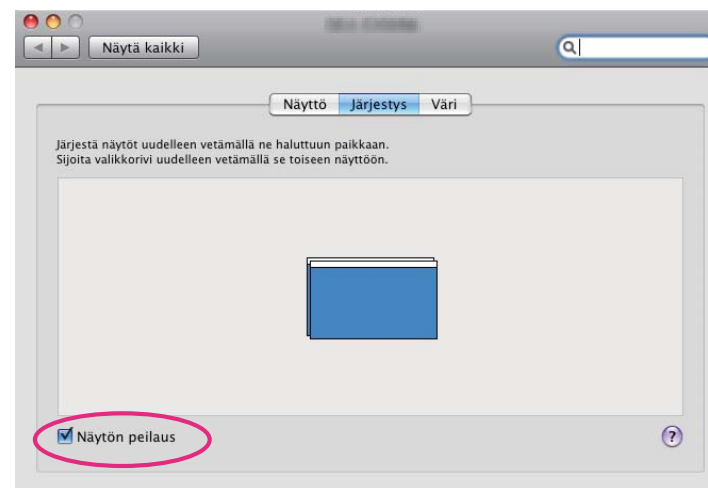 Näytä kaikki
Näyttö Järjestys Väri
Järjestä näytöt uudelleen vetämällä ne haluttuun paikkaan.
Sijoita valikkorivi uudelleen vetämällä se toiseen näyttöön.
Näytön peilaus
?